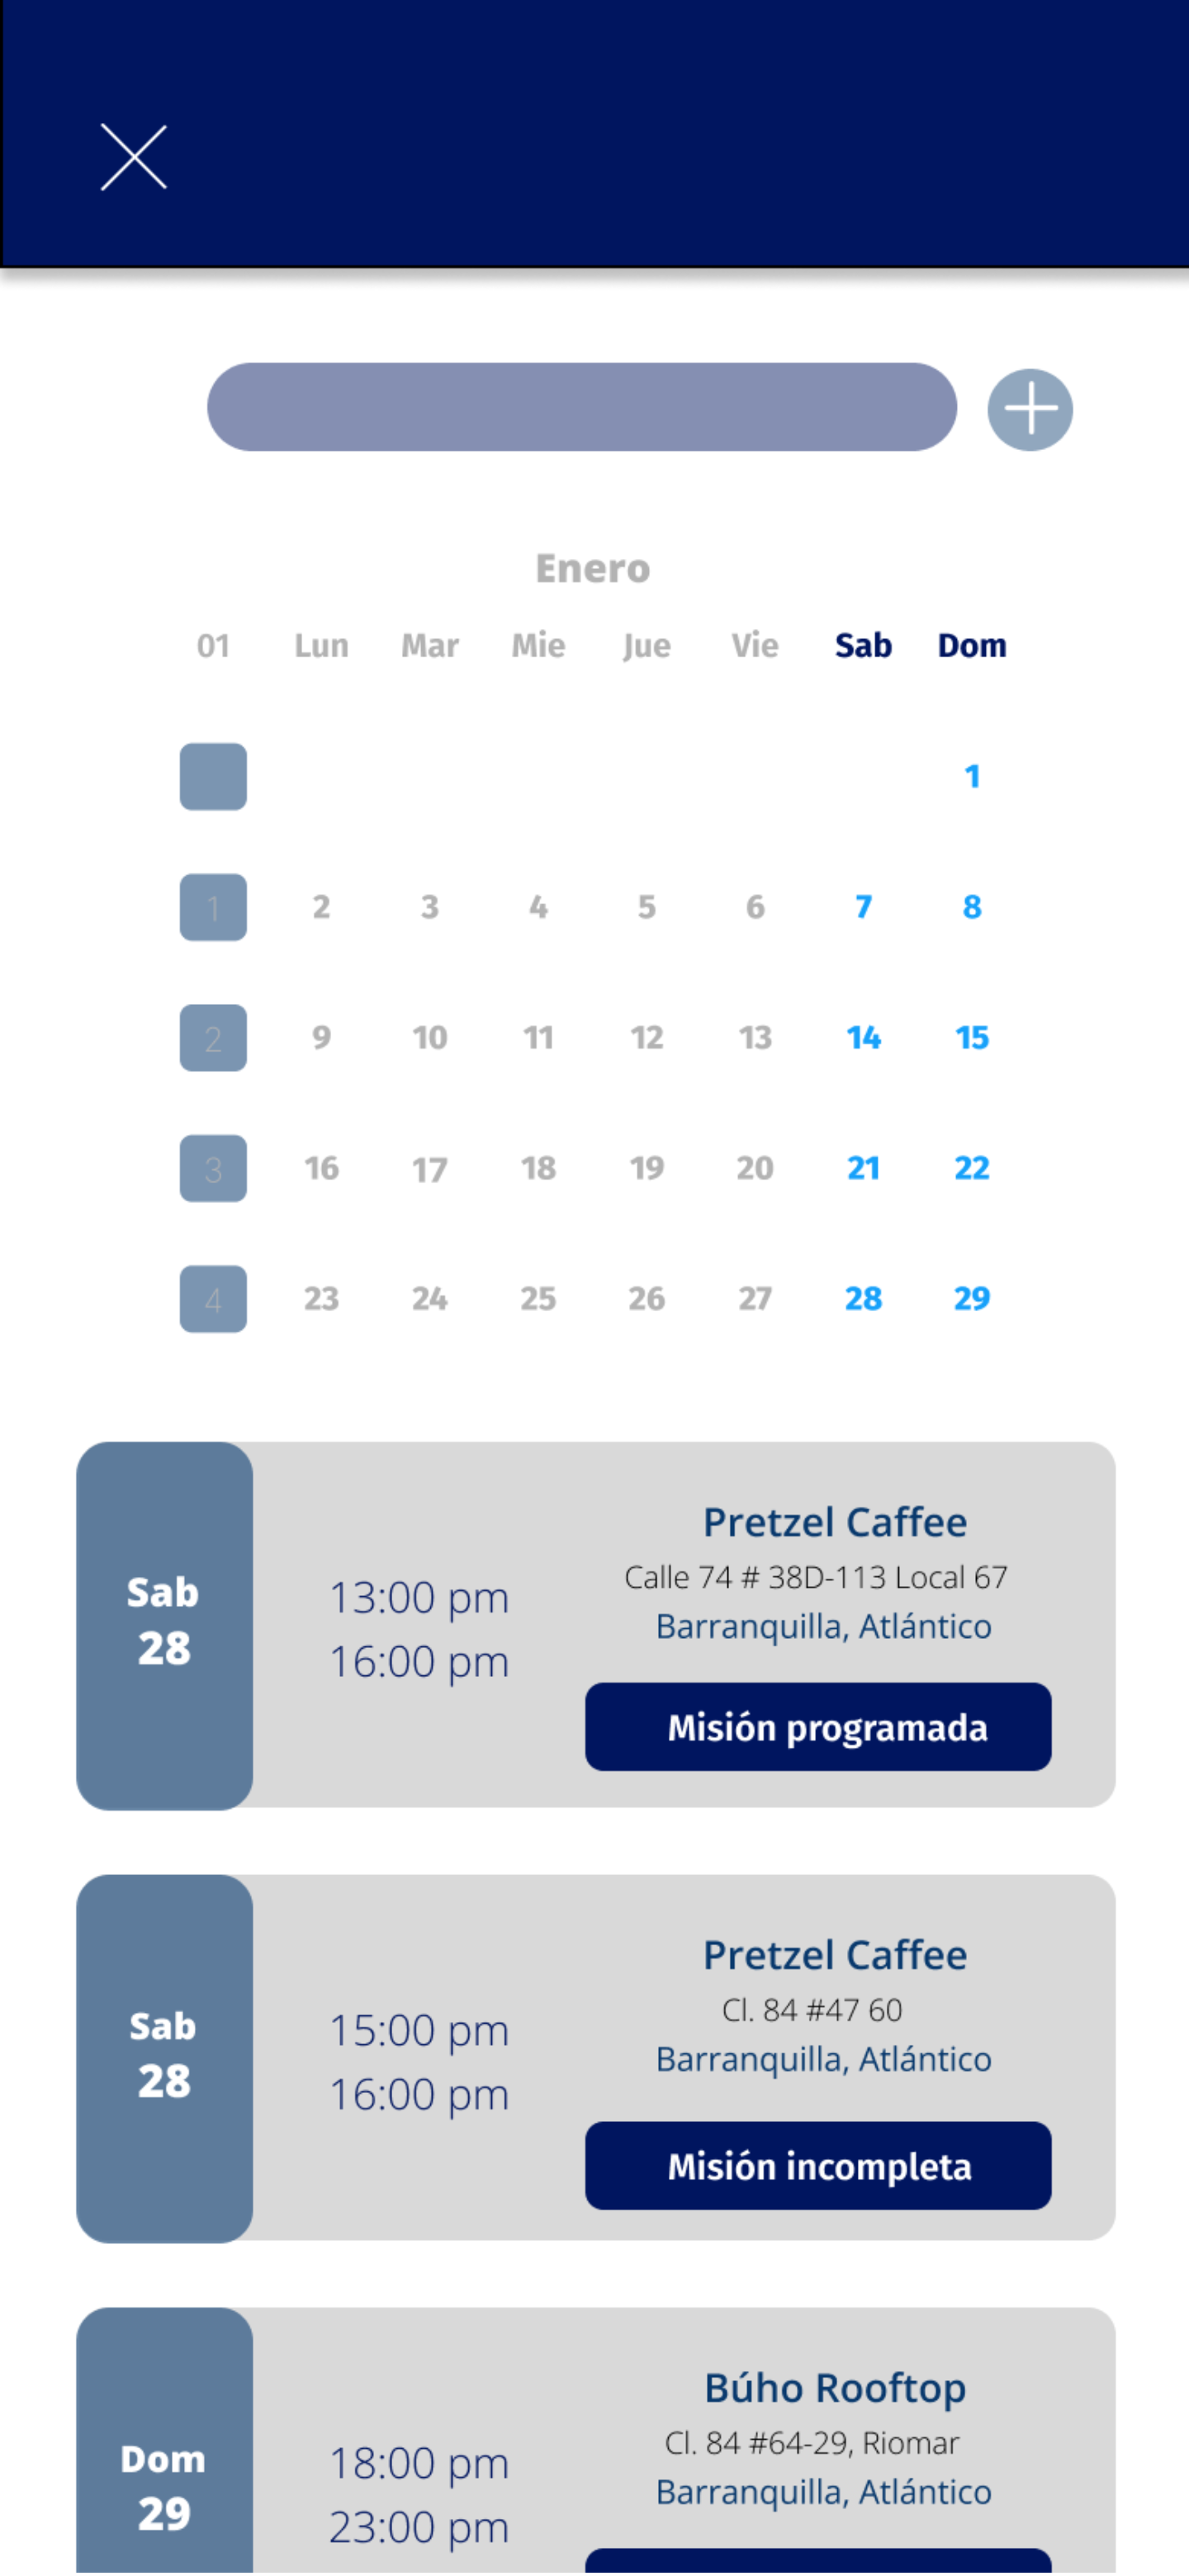 Enero
01 Lun Mar Mie Jue Vie Sab Dom
1
1 2 3 4 5 6 7 8
2 9 10 11 12 13 14 15
3 16 17 18 19 20 21 22
4 23 24 25 26 27 28 29
Sab
28
13:00 pm
16:00 pm
Pretzel Caffee
Calle 74 # 38D-113 Local 67
Barranquilla, Atlántico
Misión programada
Sab
28
15:00 pm
16:00 pm
Pretzel Caffee
Cl. 84 #47 60
Barranquilla, Atlántico
Misión incompleta
Dom
29
18:00 pm
23:00 pm
Búho Rooftop
Cl. 84 #64-29, Riomar
Barranquilla, Atlántico